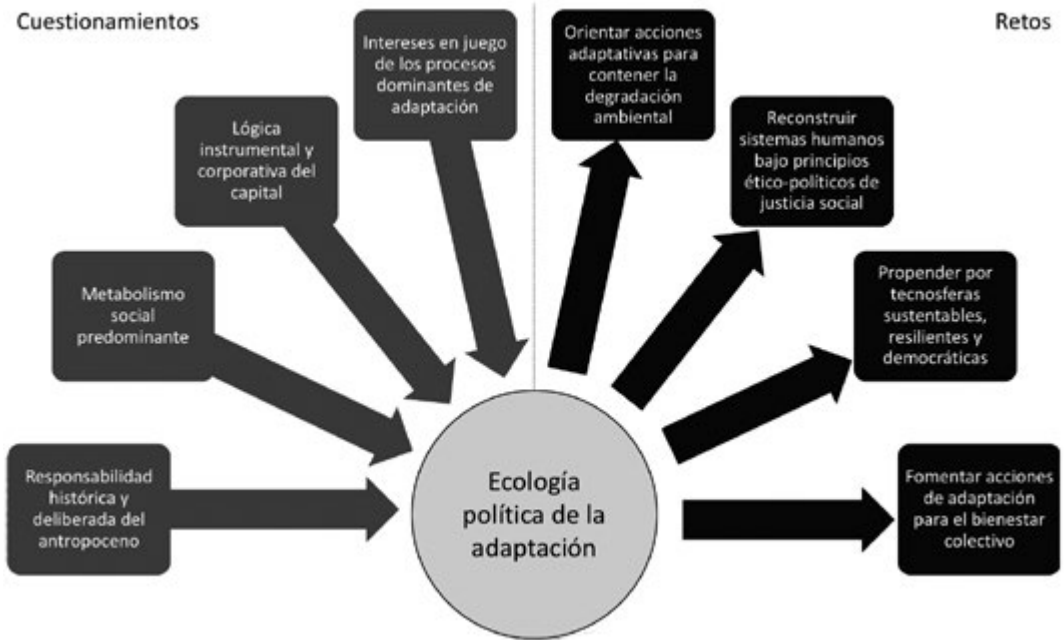 Cuestionamientos
Retos
Intereses en juego
de los procesos
dominantes de
adaptación
Lógica
instrumental y
corporativa del
capital
Metabolismo
social
predominante
Responsabilidad
histórica y
deliberada del
antropoceno
Ecología
política de la
adaptación
Orientar acciones
adaptativas para
contener la
degradación
ambiental
Reconstruir
sistemas humanos
bajo principios
ético-políticos de
justicia social
Propender por
tecnosferas
sustentables,
resilientes y
democráticas
Fomentar acciones
de adaptación
para el bienestar
colectivo